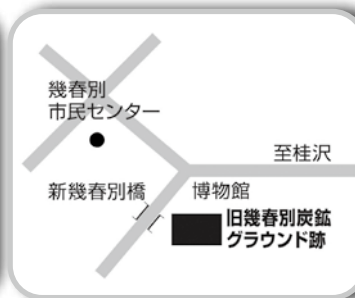 幾春別
市民センター
至桂沢
新幾春別橋
博物館
旧幾春別炭鉱
グラウンド跡